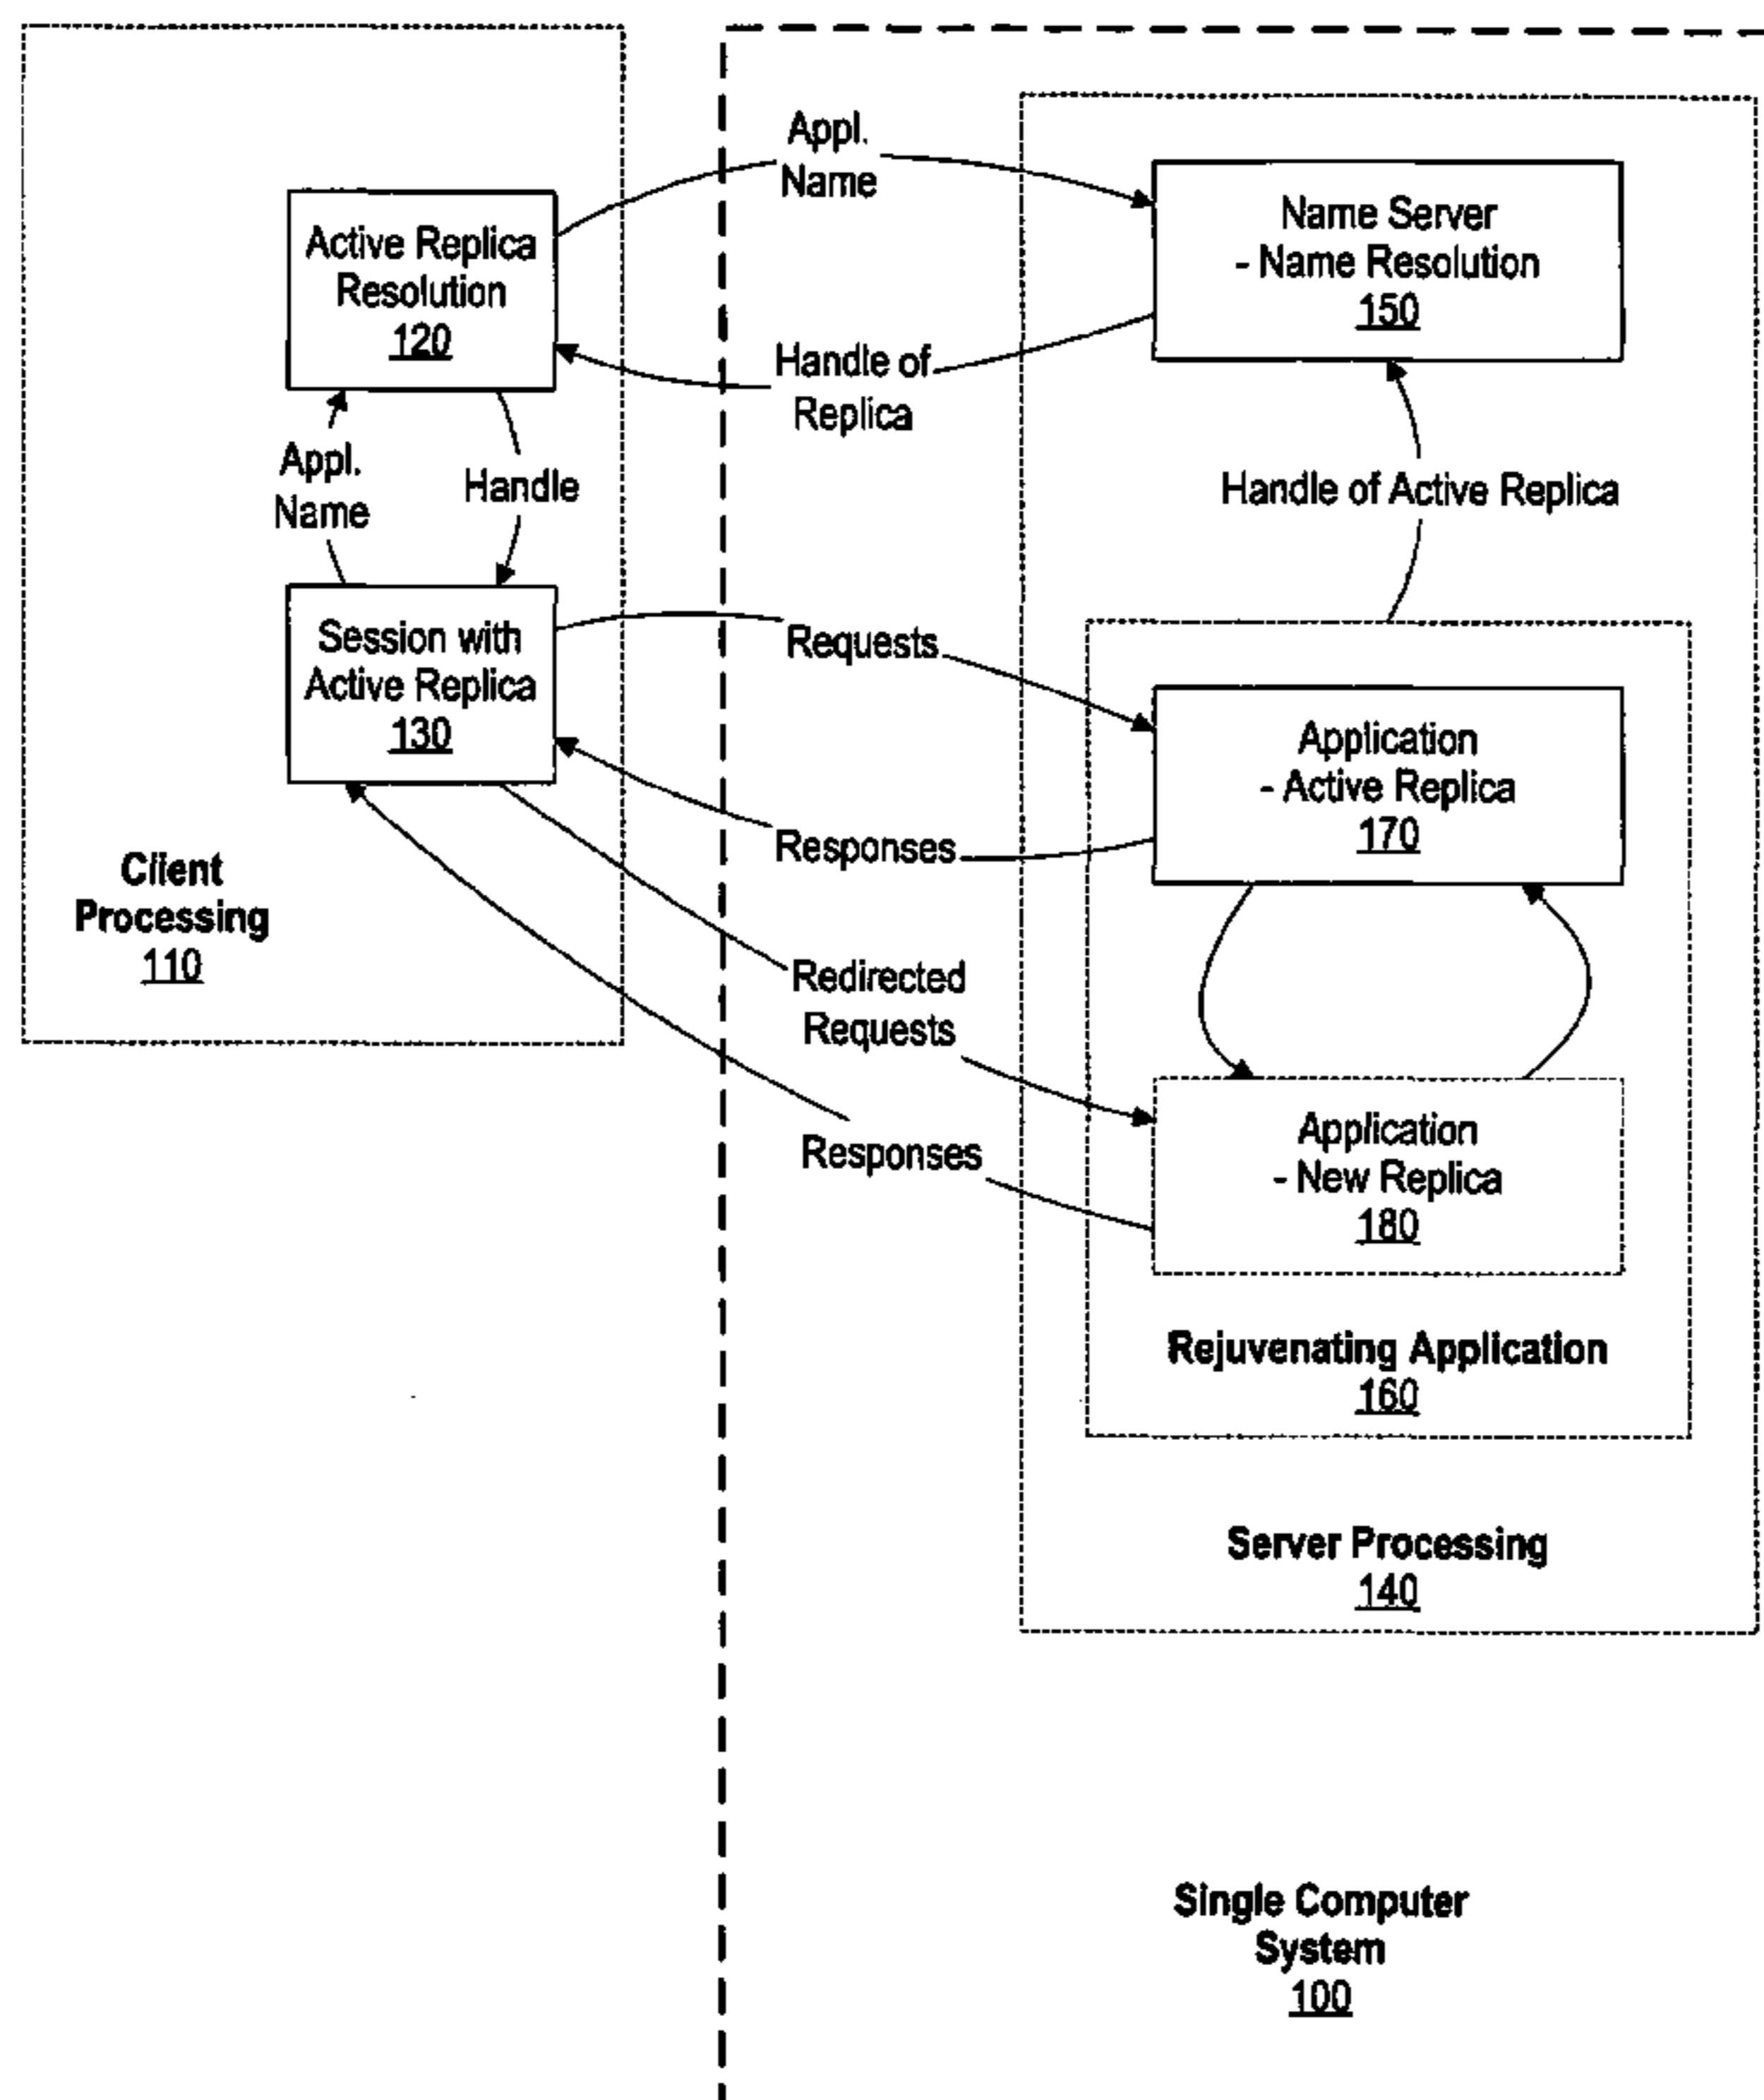 Appl.
Name
Name Server
- Name Resolution
150
Active Replica
Resolution
120
Handle of
Replica
Appl.
Name
Handle
Handle of Active Replica
Session with
Active Replica
130
Requests
Application
- Active Replica
170
Responses
Client
Processing
110
Redirected
Requests
Responses
Application
- New Replica
180
Rejuvenating Application
160
Server Processing
140
Single Computer
System
100